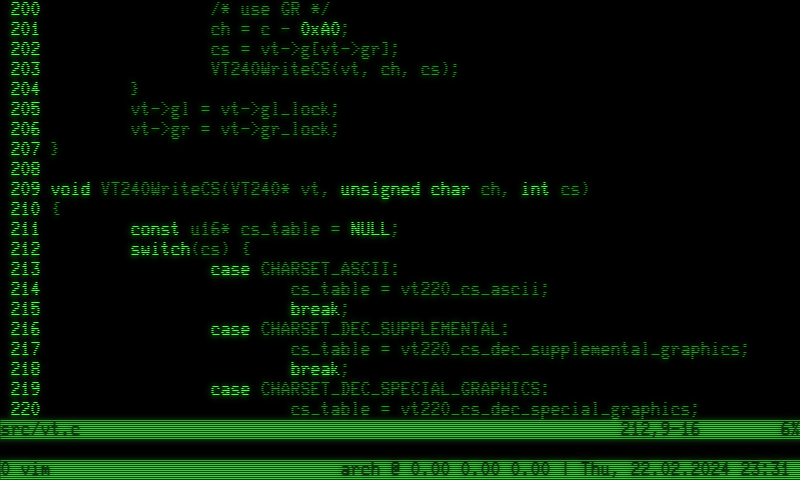 200                 /* use GR */
201                 ch = c - 0xA0;
202                 cs = vt->g[vt->gr];
203                 VT240WriteCS(vt, ch, cs);
204         }
205         vt->gl = vt->gl_lock;
206         vt->gr = vt->gr_lock;
207 }
208
209 void VT240WriteCS(VT240* vt, unsigned char ch, int cs)
210 {
211         const u16* cs_table = NULL;
212         switch(cs) {
213                 case CHARSET_ASCII:
214                         cs_table = vt220_cs_ascii;
215                         break;
216                 case CHARSET_DEC_SUPPLEMENTAL:
217                         cs_table = vt220_cs_dec_supplemental_graphics;
218                         break;
219                 case CHARSET_DEC_SPECIAL_GRAPHICS:
220                         cs_table = vt220_cs_dec_special_graphics;
src/vt.c                                                      212,9-16        6%
0 vim                             arch @ 0.00 0.00 0.00 | Thu, 22.02.2024 23:31